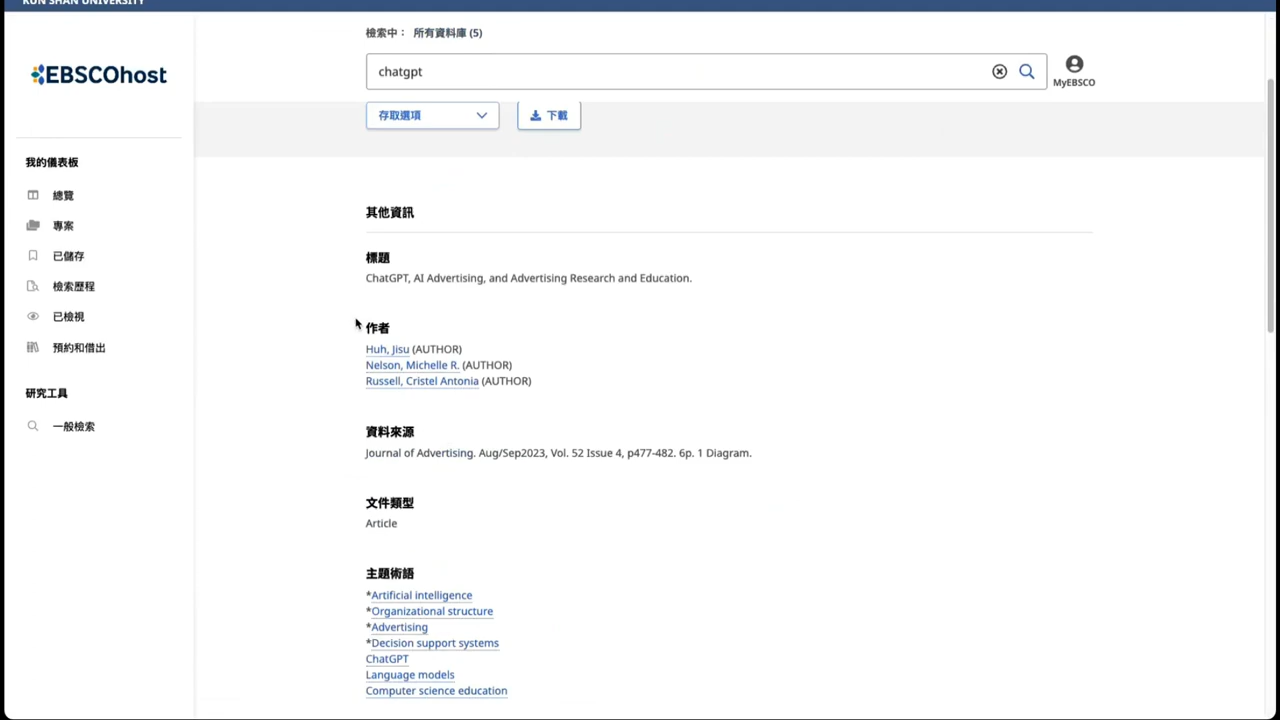 KUN SHAN UNIVERSITY
檢索中： 所有資料庫 (5)
EBSCOhost
chatgpt
MyEBSCO
存取選項
下載
我的儀表板
總覽
專案
已儲存
檢索歷程
已檢視
預約和借出
研究工具
一般檢索
其他資訊
標題
ChatGPT, AI Advertising, and Advertising Research and Education.
作者
Huh, Jisu (AUTHOR)
Nelson, Michelle R. (AUTHOR)
Russell, Cristel Antonia (AUTHOR)
資料來源
Journal of Advertising. Aug/Sep2023, Vol. 52 Issue 4, p477-482. 6p. 1 Diagram.
文件類型
Article
主題術語
*Artificial intelligence
*Organizational structure
*Advertising
*Decision support systems
ChatGPT
Language models
Computer science education